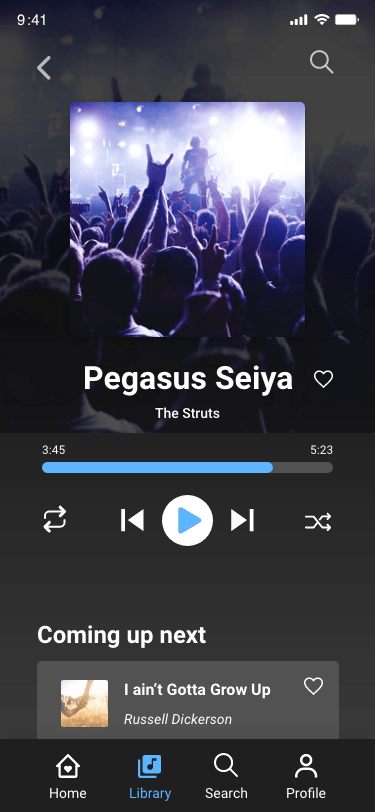 9:41
Pegasus Seiya
The Struts
3:45 5:23
Coming up next
I ain’t Gotta Grow Up
Russell Dickerson
Home Library Search Profile